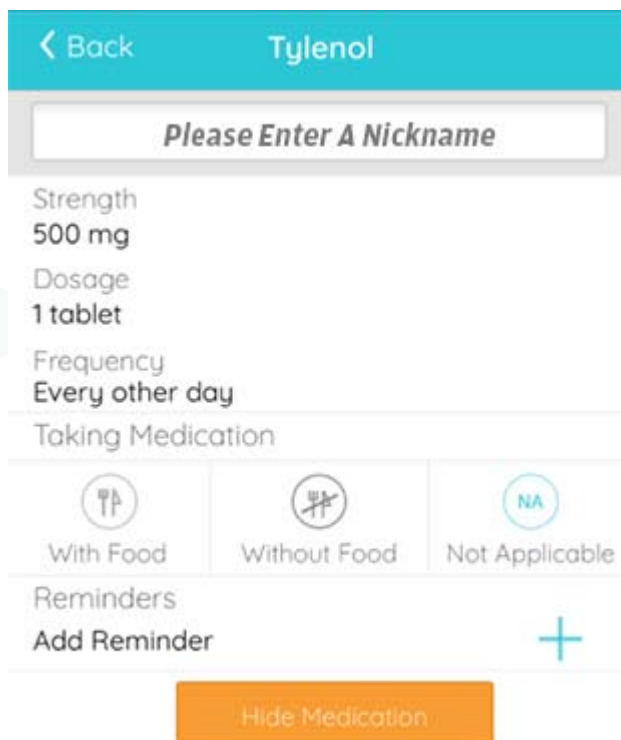 Back Tylenol
Please Enter A Nickname
Strength
500 mg
Dosage
1 tablet
Frequency
Every other day
Taking Medication
NA
With Food Without Food Not Applicable
Reminders
Add Reminder
Hide Medication